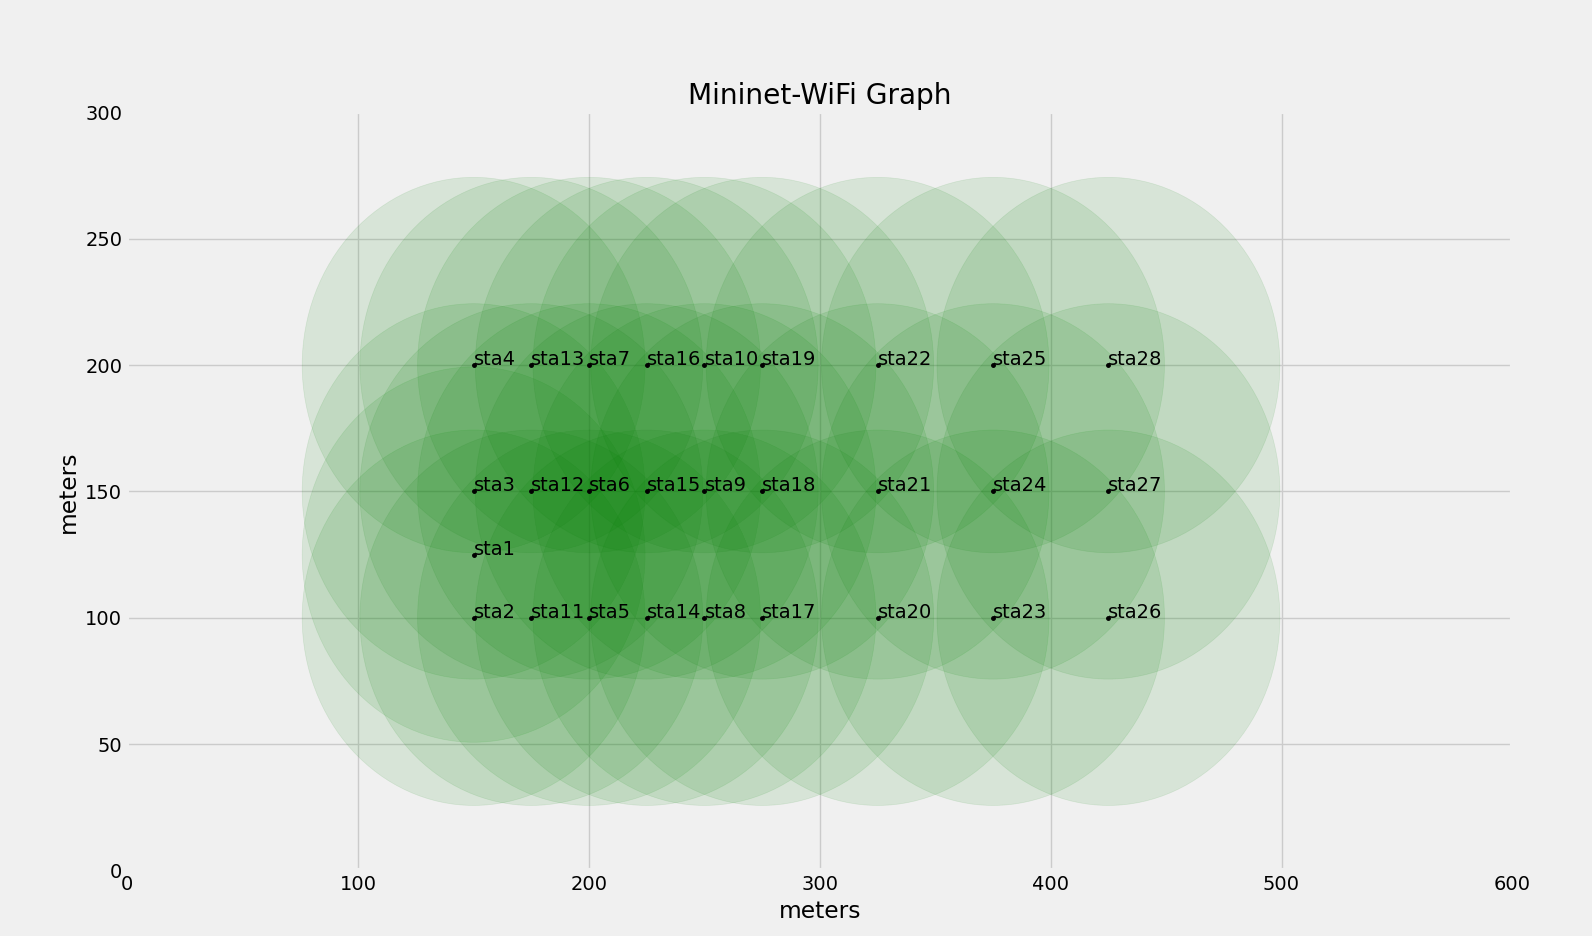 Mininet-WiFi Graph
300
250
sta4 sta13 sta7 sta16 sta10 sta19 sta22 sta25 sta28
200
meters
sta3 sta12 sta6 sta15 sta9 sta18 sta21 sta24 sta27
150
sta1
sta2 sta11 sta5 sta14 sta8 sta17 sta20 sta23 sta26
100
50
0
0 100 200 300 400 500 600
meters